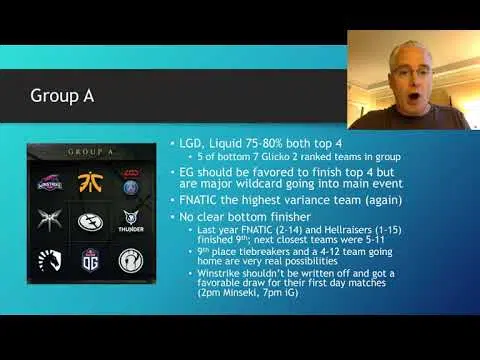 Group A
GROUP A
WINSTRIKE
THUNDER
OG
• LGD, Liquid 75-80% both top 4
• 5 of bottom 7 Glicko 2 ranked teams in group
• EG should be favored to finish top 4 but
are major wildcard going into main event
• FNATIC the highest variance team (again)
• No clear bottom finisher
• Last year FNATIC (2-14) and Hellraisers (1-15)
finished 9th; next closest teams were 5-11
• 9th place tiebreakers and a 4-12 team going
home are very real possibilities
• Winstrike shouldn't be written off and got a
favorable draw for their first day matches
(2pm Minseki, 7pm iG)